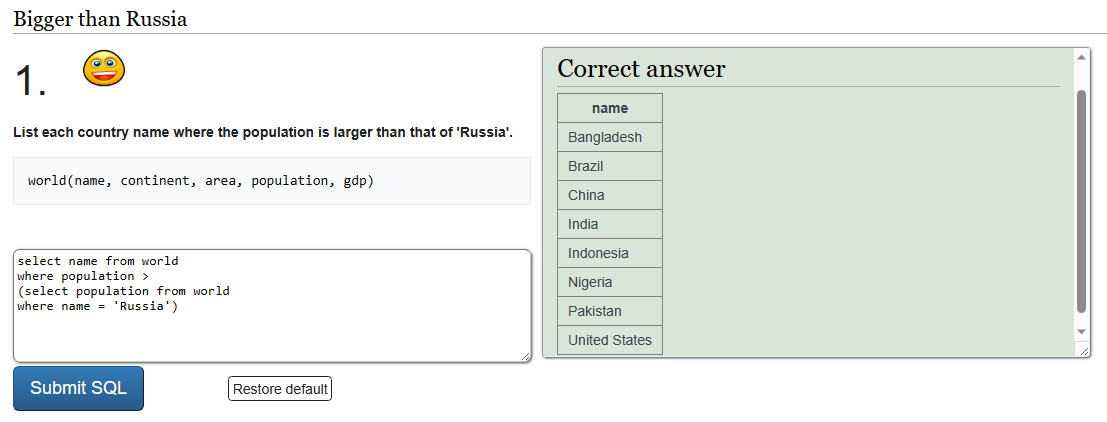 Bigger than Russia
1.
List each country name where the population is larger than that of 'Russia'.
world(name, continent, area, population, gdp)
select name from world
where population >
(select population from world
where name = 'Russia')
Submit SQL
Restore default
Correct answer
name
Bangladesh
Brazil
China
India
Indonesia
Nigeria
Pakistan
United States